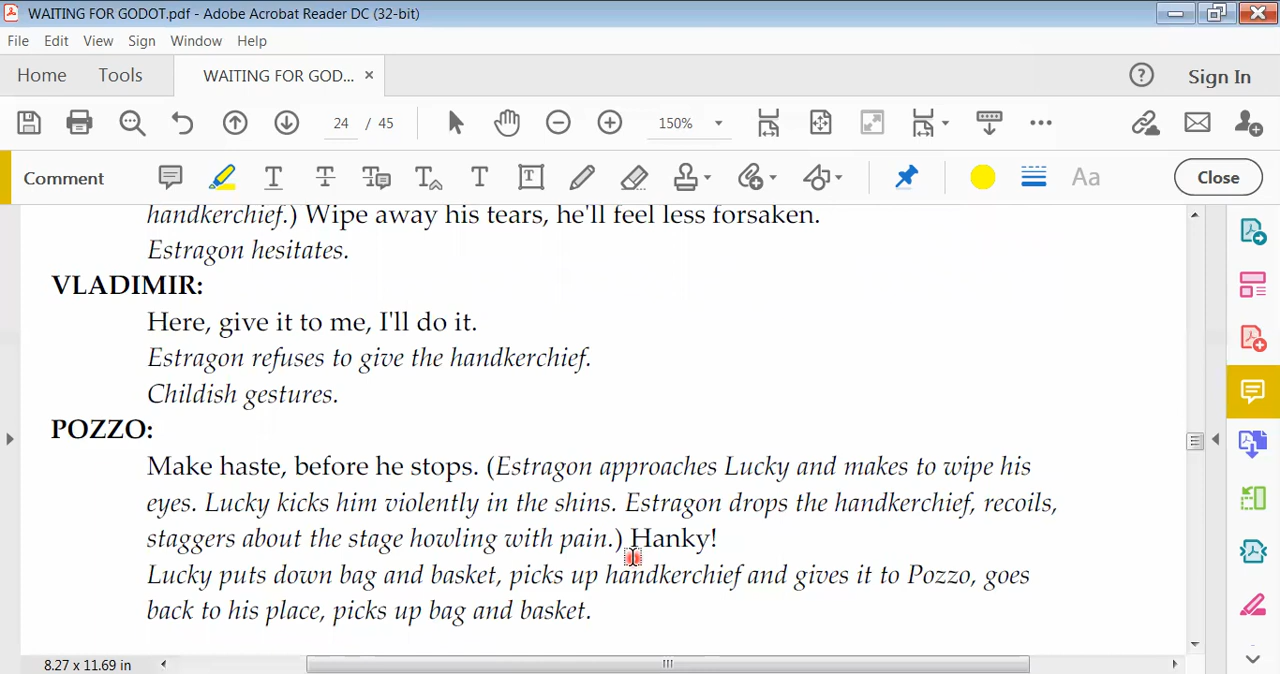 WAITING FOR GODOT.pdf - Adobe Acrobat Reader DC (32-bit)
File Edit View Sign Window Help
Home Tools WAITING FOR GOD... × ? Sign In
24 / 45 150%
Comment T T T T T Aa Close
handkerchief.) Wipe away his tears, he'll feel less forsaken.
Estragon hesitates.
VLADIMIR:
Here, give it to me, I'll do it.
Estragon refuses to give the handkerchief.
Childish gestures.
POZZO:
Make haste, before he stops. (Estragon approaches Lucky and makes to wipe his
eyes. Lucky kicks him violently in the shins. Estragon drops the handkerchief, recoils,
staggers about the stage howling with pain.) Hanky!
Lucky puts down bag and basket, picks up handkerchief and gives it to Pozzo, goes
back to his place, picks up bag and basket.
8.27 x 11.69 in